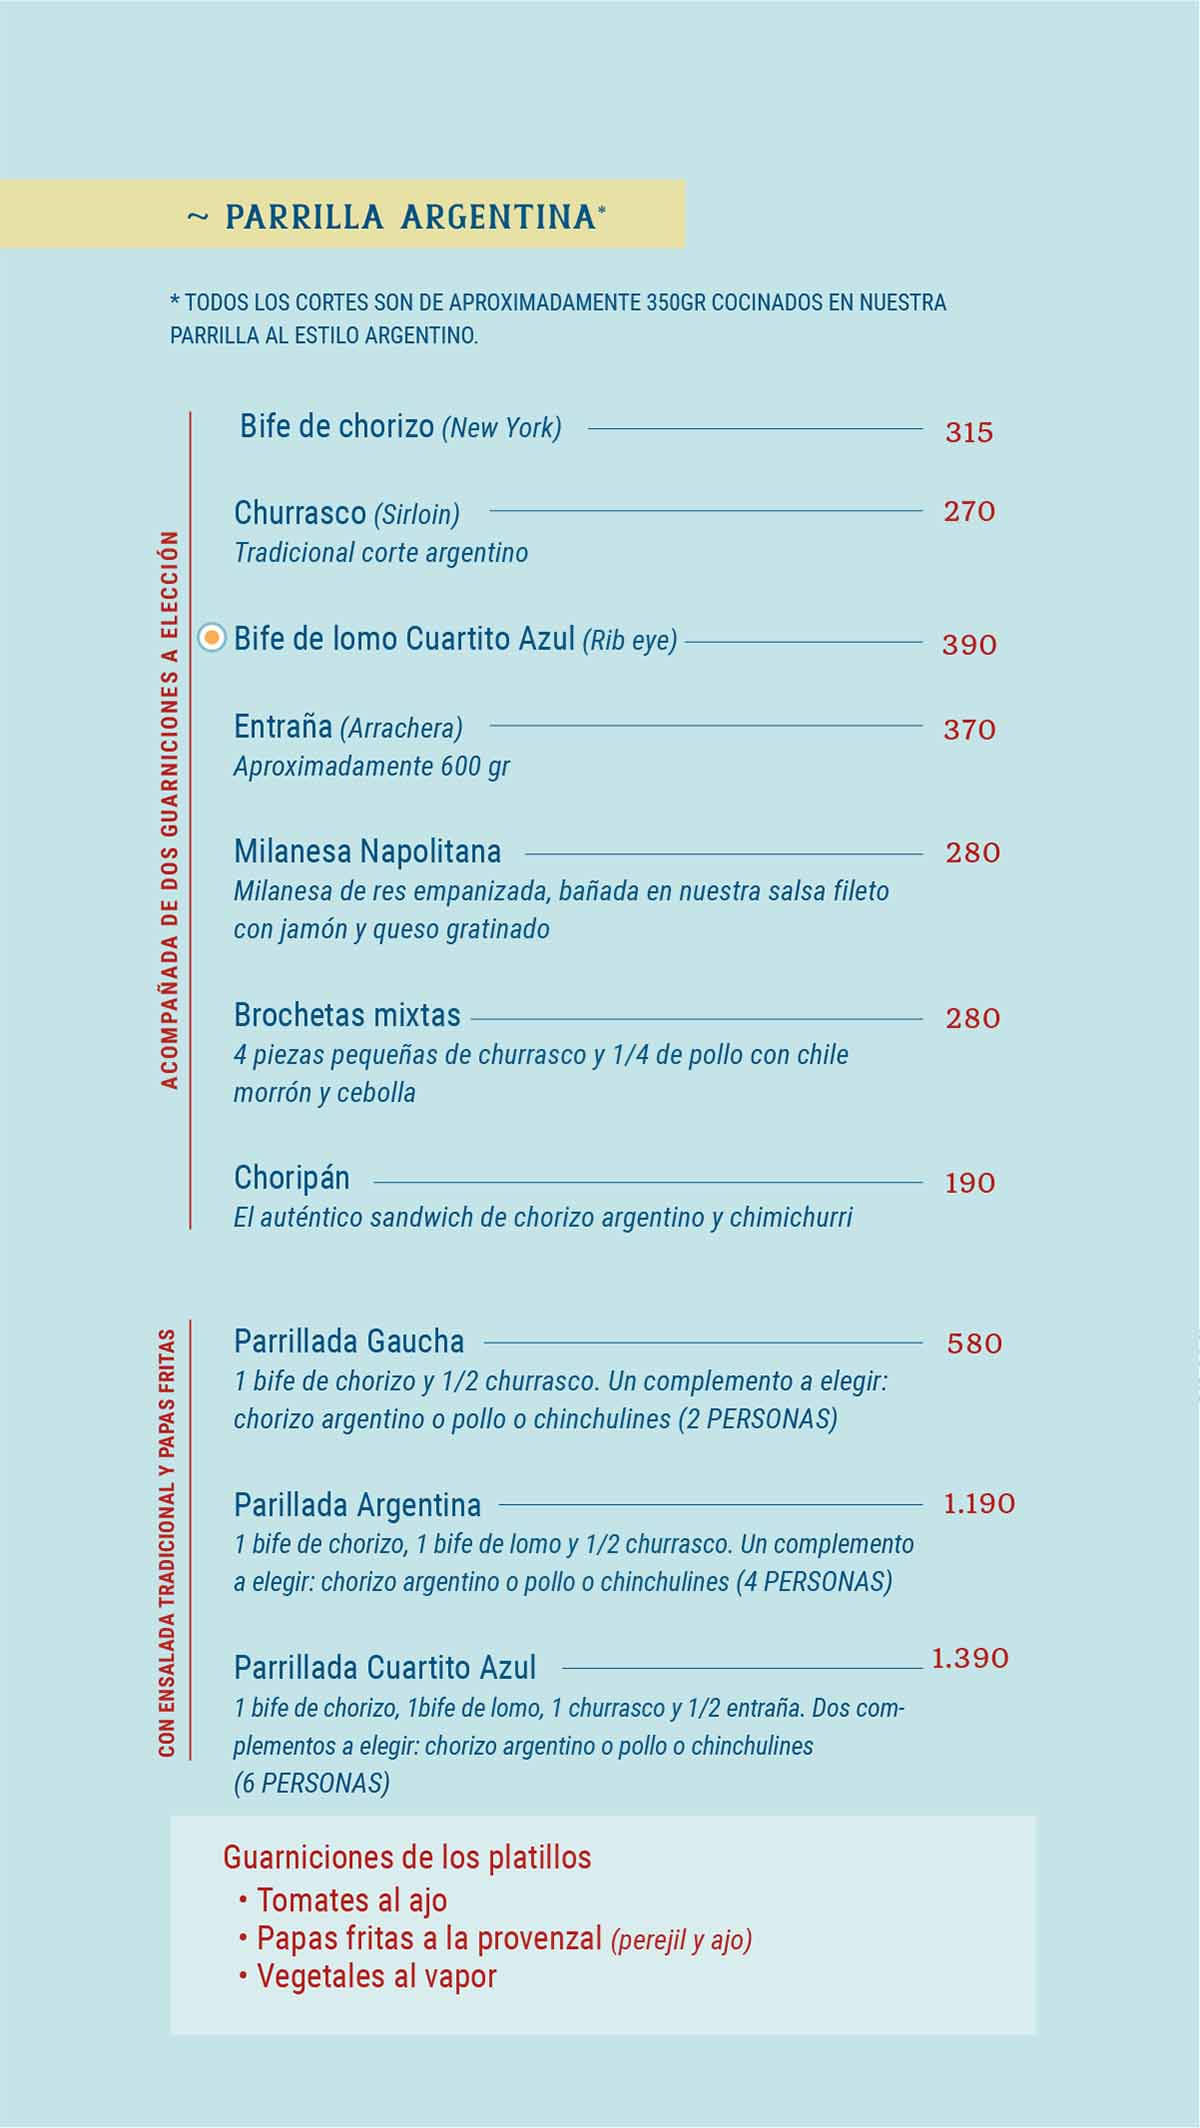 ~ PARRILLA ARGENTINA*
* TODOS LOS CORTES SON DE APROXIMADAMENTE 350GR COCINADOS EN NUESTRA
PARRILLA AL ESTILO ARGENTINO.
ACOMPAÑADA DE DOS GUARNICIONES A ELECCIÓN
Bife de chorizo (New York) 315
Churrasco (Sirloin) 270
Tradicional corte argentino
Bife de lomo Cuartito Azul (Rib eye) 390
Entraña (Arrachera) 370
Aproximadamente 600 gr
Milanesa Napolitana 280
Milanesa de res empanizada, bañada en nuestra salsa fileto
con jamón y queso gratinado
Brochetas mixtas 280
4 piezas pequeñas de churrasco y 1/4 de pollo con chile
morrón y cebolla
Choripán 190
El auténtico sandwich de chorizo argentino y chimichurri
CON ENSALADA TRADICIONAL Y PAPAS FRITAS
Parrillada Gaucha 580
1 bife de chorizo y 1/2 churrasco. Un complemento a elegir:
chorizo argentino o pollo o chinchulines (2 PERSONAS)
Parillada Argentina 1.190
1 bife de chorizo, 1 bife de lomo y 1/2 churrasco. Un complemento
a elegir: chorizo argentino o pollo o chinchulines (4 PERSONAS)
Parrillada Cuartito Azul 1.390
1 bife de chorizo, 1bife de lomo, 1 churrasco y 1/2 entraña. Dos com-
plementos a elegir: chorizo argentino o pollo o chinchulines
(6 PERSONAS)
Guarniciones de los platillos
• Tomates al ajo
• Papas fritas a la provenzal (perejil y ajo)
• Vegetales al vapor